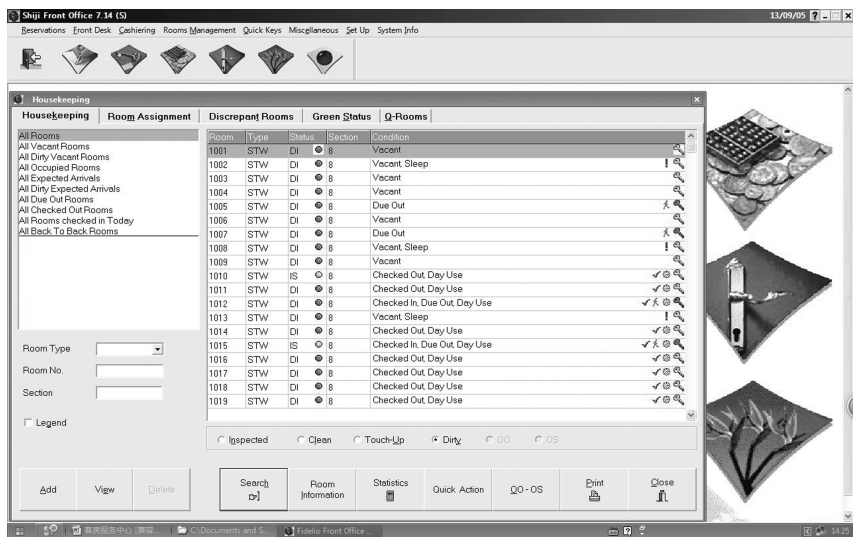 Shiji Front Office 7.14 (S)
13/09/05
Reservations Front Desk Cashiering Rooms Management Quick Keys Miscellaneous Set Up System Info
Housekeeping
Housekeeping Room Assignment Discrepant Rooms Green Status Q-Rooms
All Rooms
All Vacant Rooms
All Dirty Vacant Rooms
All Occupied Rooms
All Expected Arrivals
All Dirty Expected Arrivals
All Due Out Rooms
All Checked Out Rooms
All Rooms checked in Today
All Back To Back Rooms
Room Type
Room No.
Section
Legend
Room Type Status Section Condition
1001 STW DI 8 Vacant
1002 STW DI 8 Vacant, Sleep
1003 STW DI 8 Vacant
1004 STW DI 8 Vacant
1005 STW DI 8 Due Out
1006 STW DI 8 Vacant
1007 STW DI 8 Due Out
1008 STW DI 8 Vacant, Sleep
1009 STW DI 8 Vacant
1010 STW IS 8 Checked Out, Day Use
1011 STW DI 8 Checked Out, Day Use
1012 STW DI 8 Checked In, Due Out, Day Use
1013 STW DI 8 Vacant, Sleep
1014 STW DI 8 Checked Out, Day Use
1015 STW IS 8 Checked In, Due Out, Day Use
1016 STW DI 8 Checked Out, Day Use
1017 STW DI 8 Checked Out, Day Use
1018 STW DI 8 Checked Out, Day Use
1019 STW DI 8 Checked Out, Day Use
Inspected Clean Touch-Up Dirty OO OS
Add View Delete Search Room Information Statistics Quick Action OO - OS Print Close
客房服务中心 [兼容... C:\Documents and S... Fidelio Front Office ... 14:25